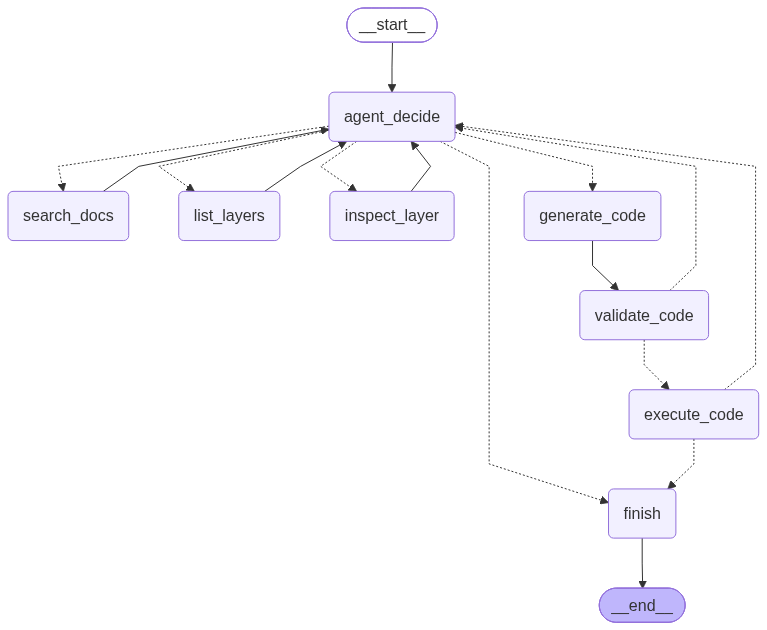 __start__
agent_decide
search_docs
list_layers
inspect_layer
generate_code
validate_code
execute_code
finish
__end__